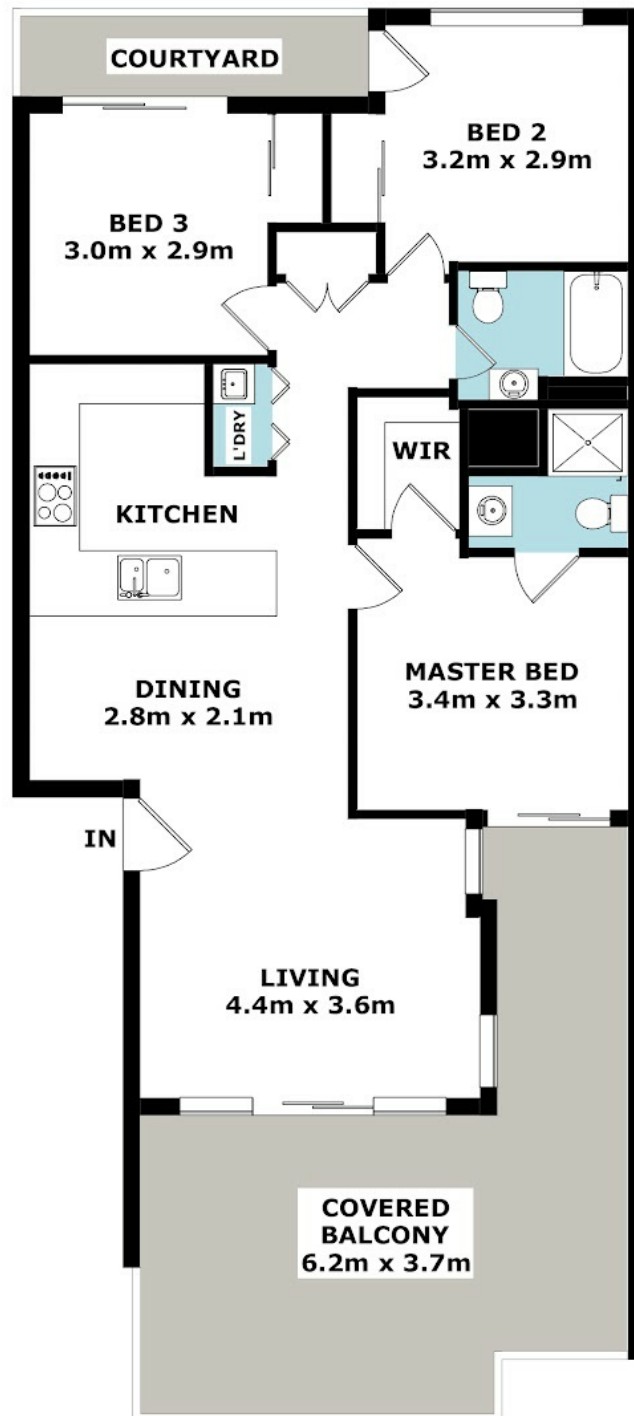 COURTYARD
BED 2
3.2m x 2.9m
BED 3
3.0m x 2.9m
L'DRY
WIR
KITCHEN
MASTER BED
3.4m x 3.3m
DINING
2.8m x 2.1m
IN
LIVING
4.4m x 3.6m
COVERED
BALCONY
6.2m x 3.7m